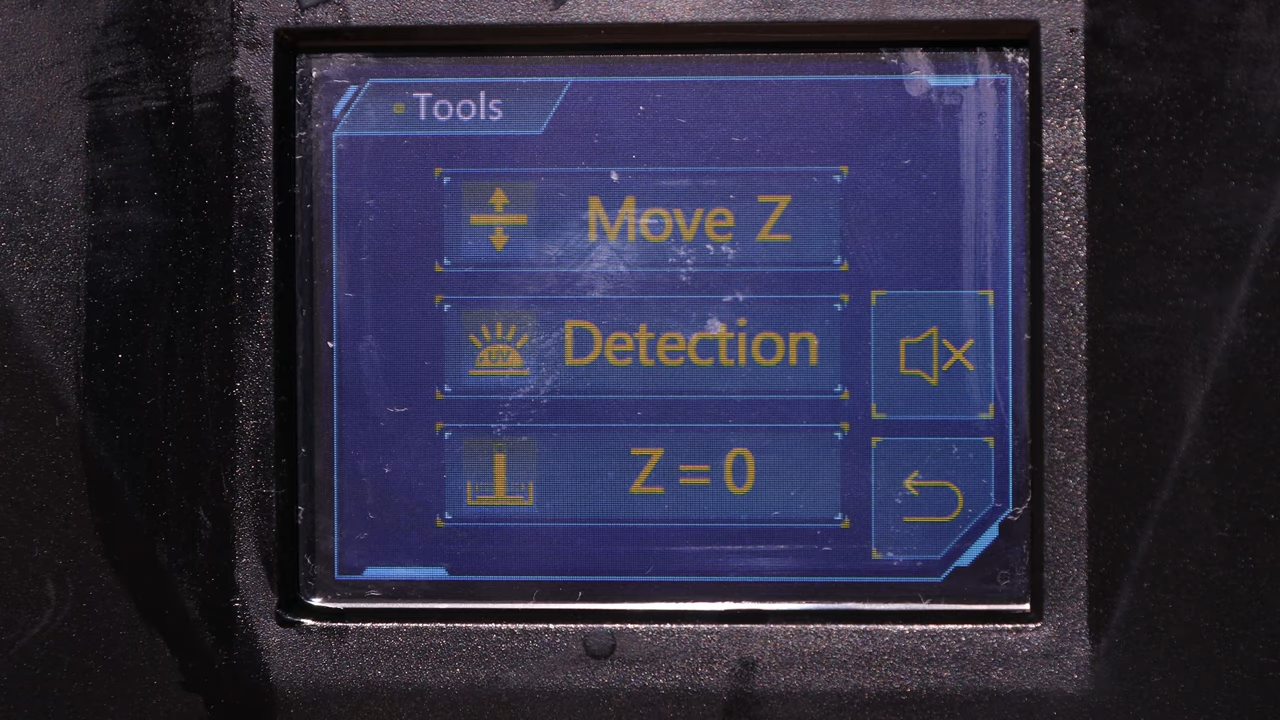 Tools
Move Z
Detection
Z = 0